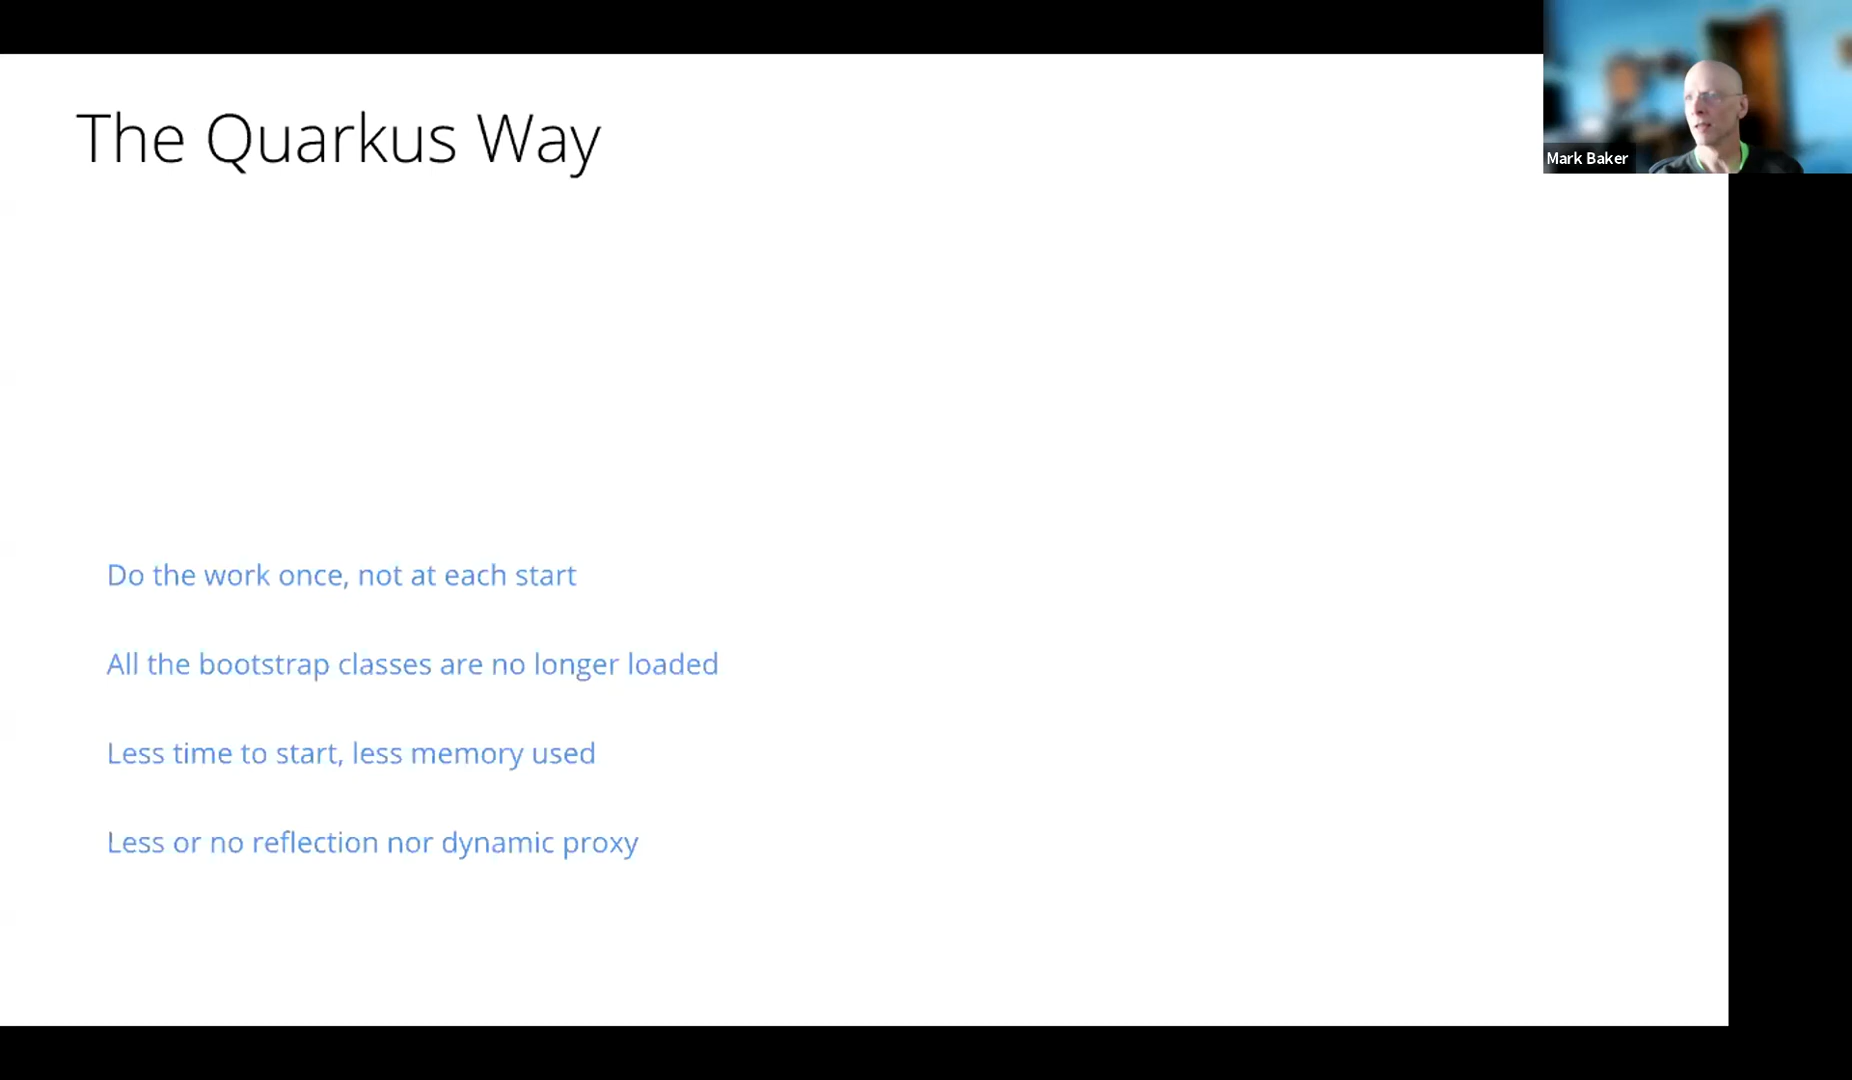 The Quarkus Way
Mark Baker
Do the work once, not at each start
All the bootstrap classes are no longer loaded
Less time to start, less memory used
Less or no reflection nor dynamic proxy